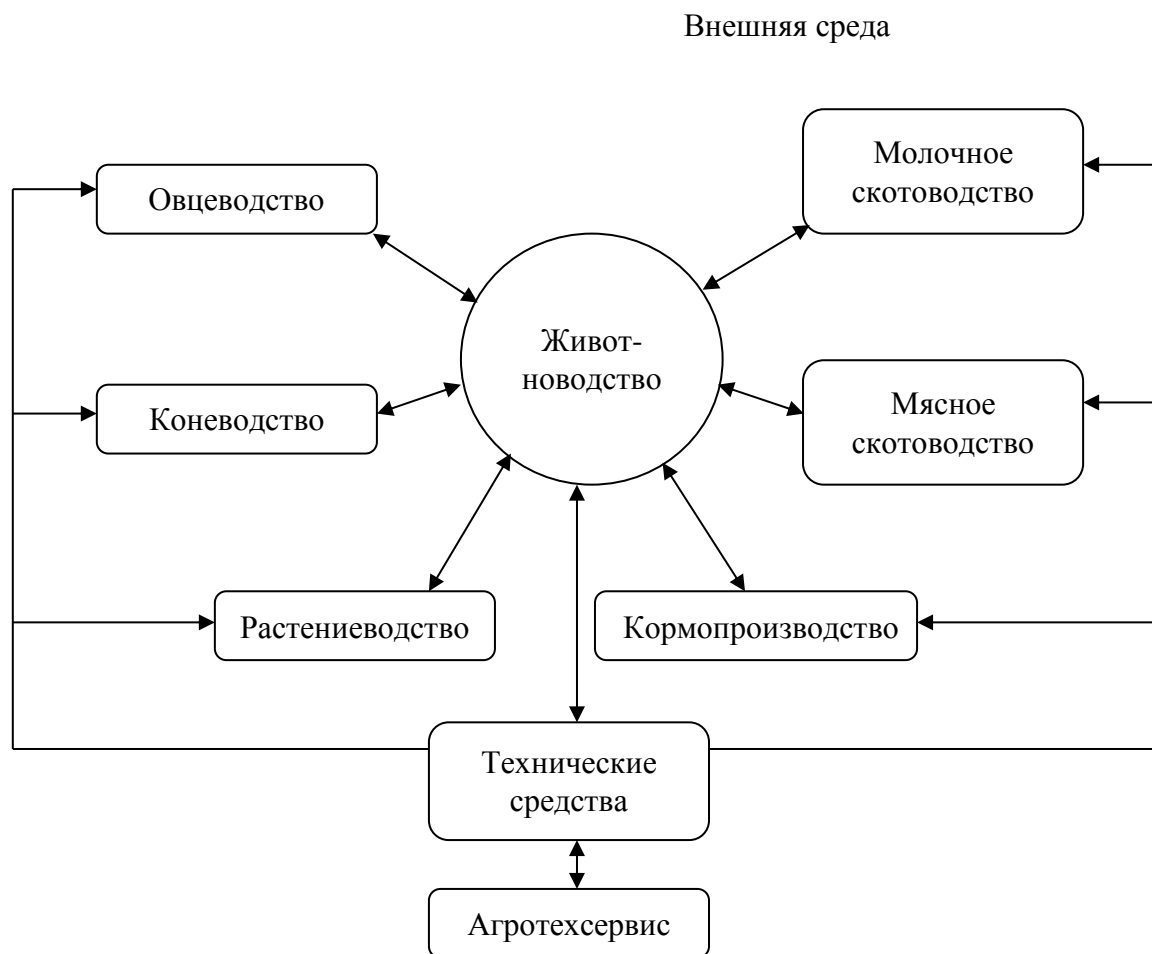 Внешняя среда
Молочное
скотоводство
Овцеводство
Живот-
новодство
Мясное
скотоводство
Коневодство
Растениеводство
Кормопроизводство
Технические
средства
Агротехсервис